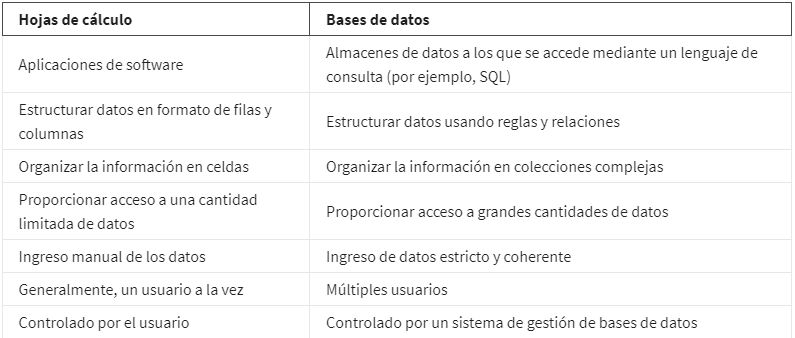 Hojas de cálculo
Bases de datos
Aplicaciones de software
Almacenes de datos a los que se accede mediante un lenguaje de
consulta (por ejemplo, SQL)
Estructurar datos en formato de filas y
columnas
Estructurar datos usando reglas y relaciones
Organizar la información en celdas
Organizar la información en colecciones complejas
Proporcionar acceso a una cantidad
limitada de datos
Proporcionar acceso a grandes cantidades de datos
Ingreso manual de los datos
Ingreso de datos estricto y coherente
Generalmente, un usuario a la vez
Múltiples usuarios
Controlado por el usuario
Controlado por un sistema de gestión de bases de datos